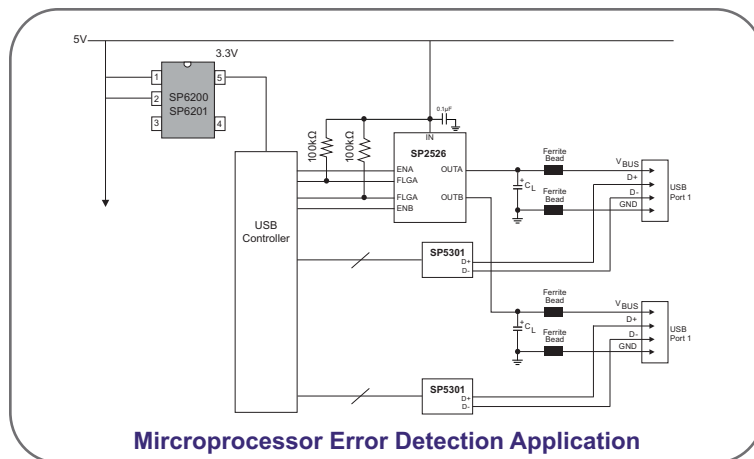 5V
3.3V
1
2
3
5
4
SP6200
SP6201
0.1μF
100kΩ
100kΩ
IN
SP2526
ENA
FLGA
FLGA
ENB
OUTA
OUTB
USB
Controller
+
CL
Ferrite
Bead
Ferrite
Bead
VBUS
D+
D-
GND
USB
Port 1
SP5301
D+
D-
+
CL
Ferrite
Bead
Ferrite
Bead
VBUS
D+
D-
GND
USB
Port 1
SP5301
D+
D-
Mircroprocessor Error Detection Application